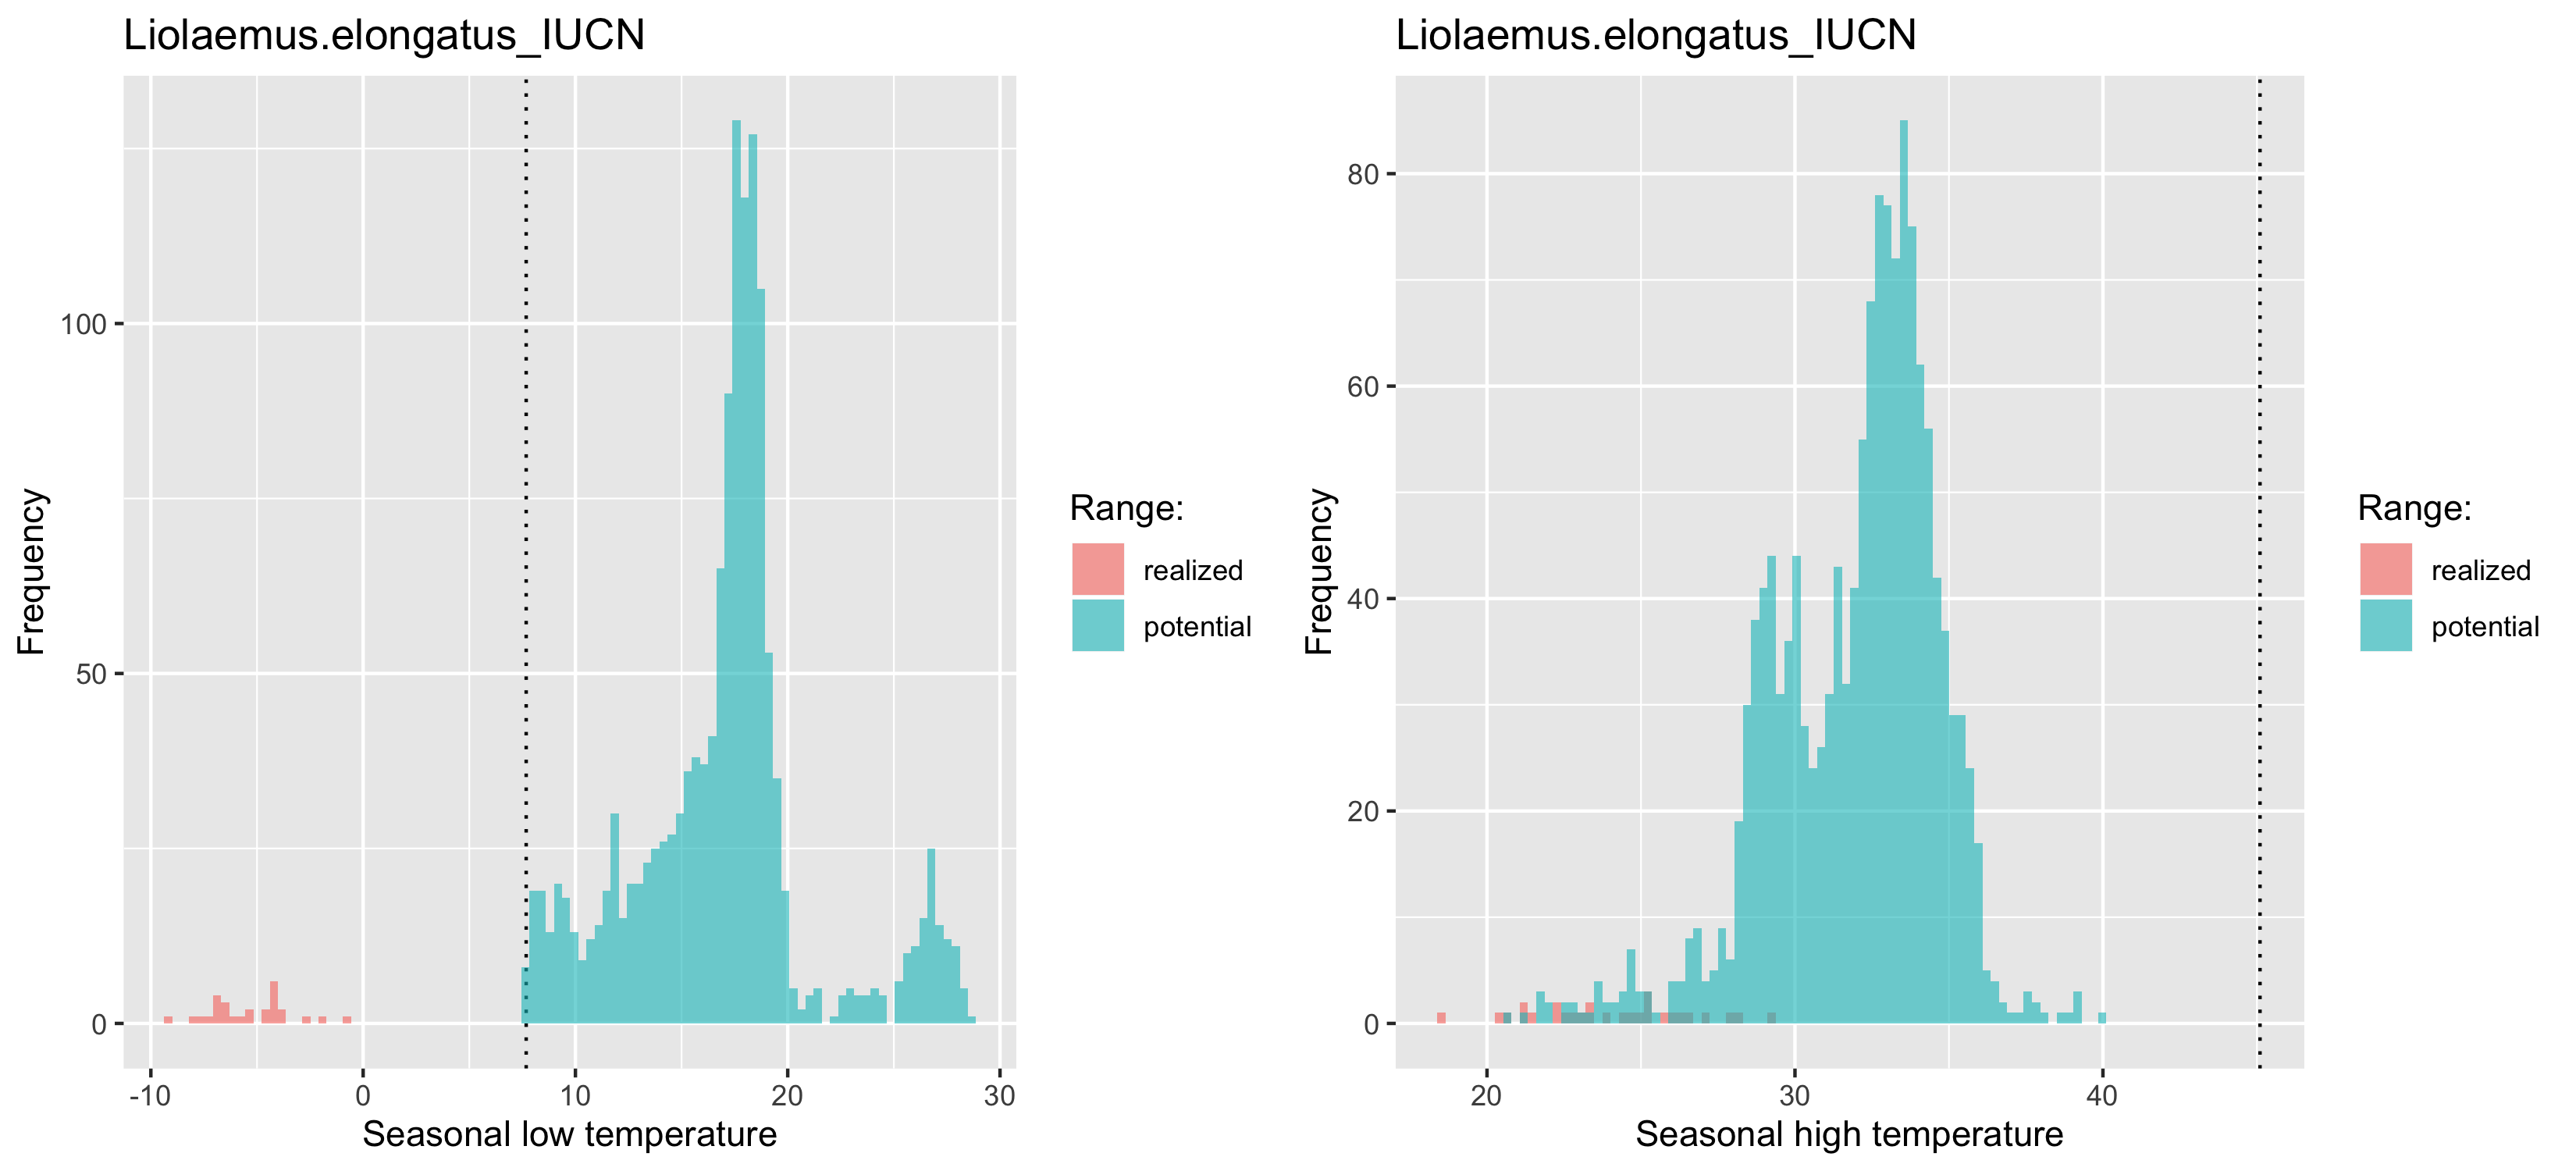 Liolaemus.elongatus_IUCN
Frequency
100
50
0
-10 0 10 20 30
Seasonal low temperature
Range:
realized
potential
Liolaemus.elongatus_IUCN
Frequency
80
60
40
20
0
20 30 40
Seasonal high temperature
Range:
realized
potential